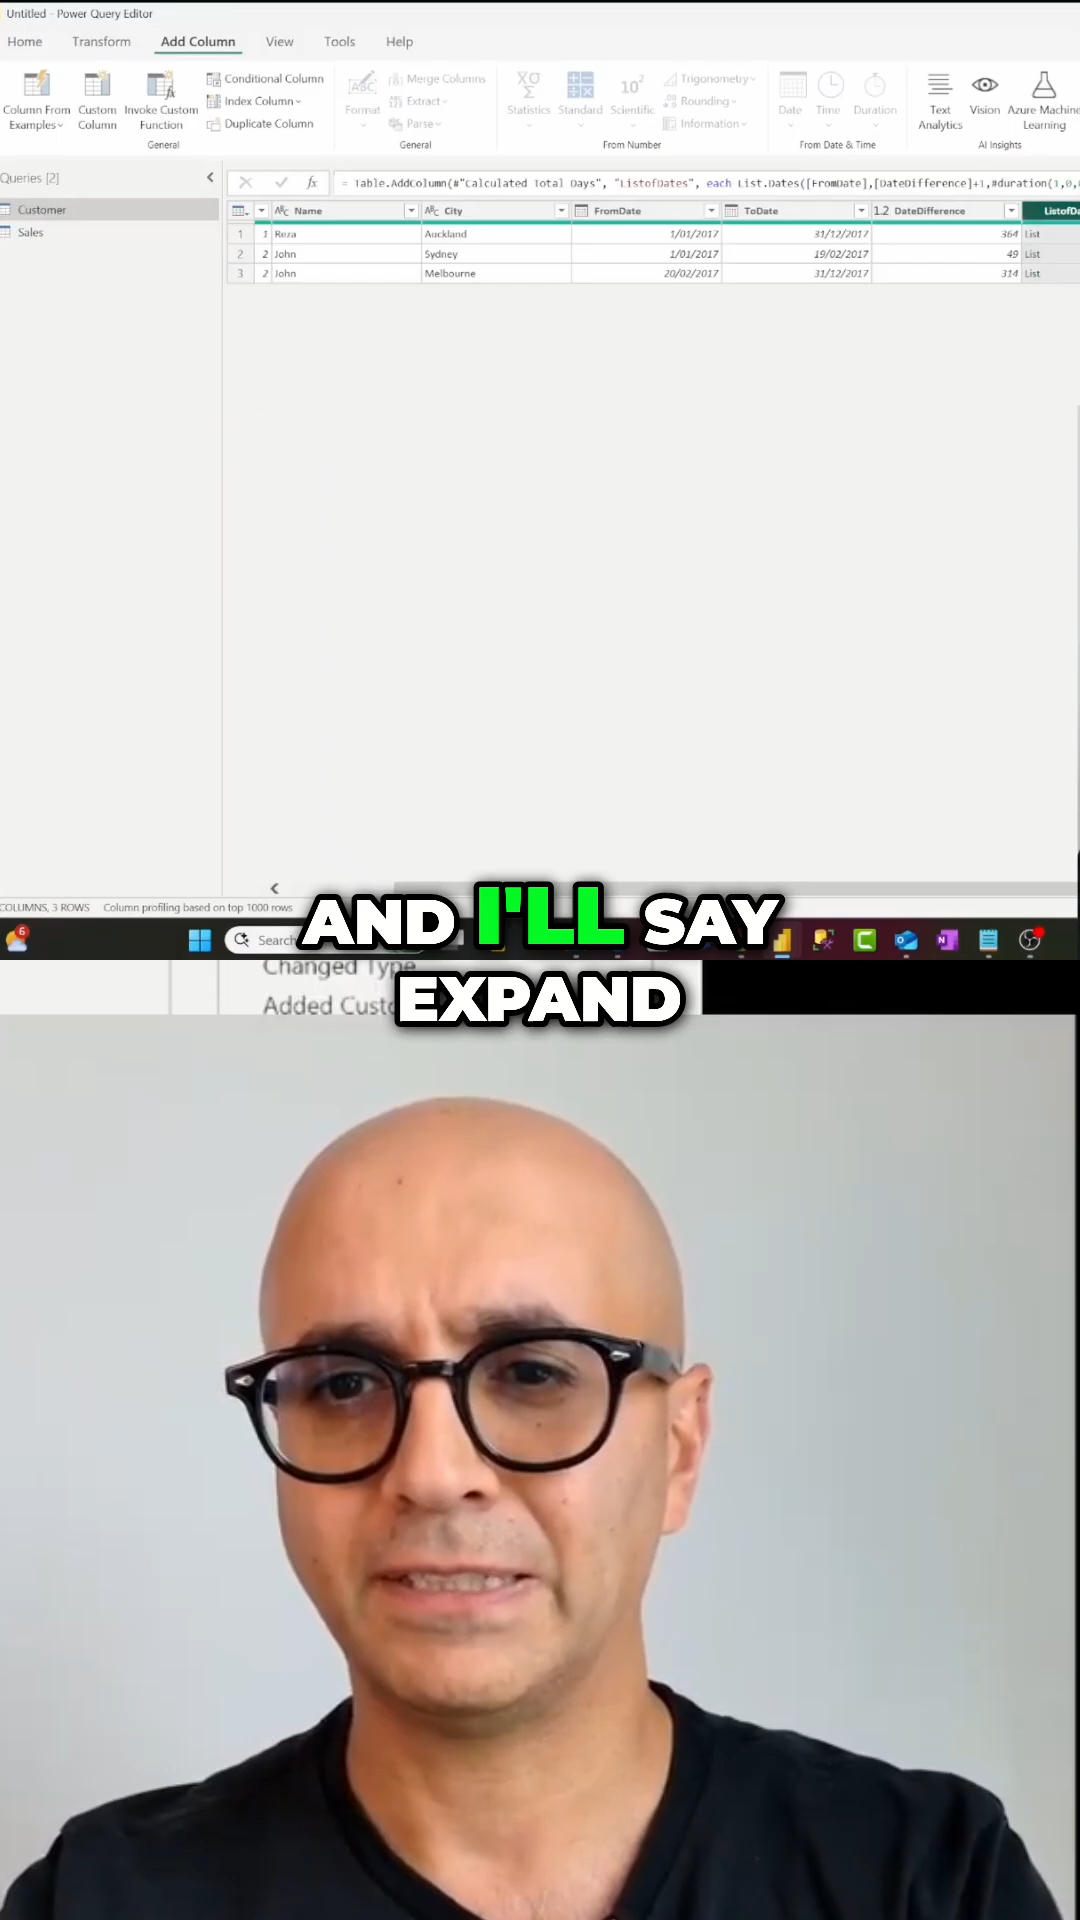 Untitled - Power Query Editor
Home Transform Add Column View Tools Help
Column From Examples
Custom Column
Invoke Custom Function
Conditional Column
Index Column
Duplicate Column
General
Format
Merge Columns
Extract
Parse
General
Statistics
Standard
Scientific
Trigonometry
Rounding
Information
From Number
Date
Time
Duration
From Date & Time
Text Analytics
Vision
Azure Machine Learning
AI Insights
Queries [2]
Customer
Sales
= Table.AddColumn(#"Calculated Total Days", "ListofDates", each List.Dates([FromDate],[DateDifference]+1,#duration(1,0,
Name City FromDate ToDate 1.2 DateDifference ListofDa
1 1 Reza Auckland 1/01/2017 31/12/2017 364 List
2 2 John Sydney 1/01/2017 19/02/2017 49 List
3 2 John Melbourne 20/02/2017 31/12/2017 314 List
COLUMNS, 3 ROWS Column profiling based on top 1000 rows
6
Search
AND I'LL SAY
EXPAND
Changed Type
Added Custo